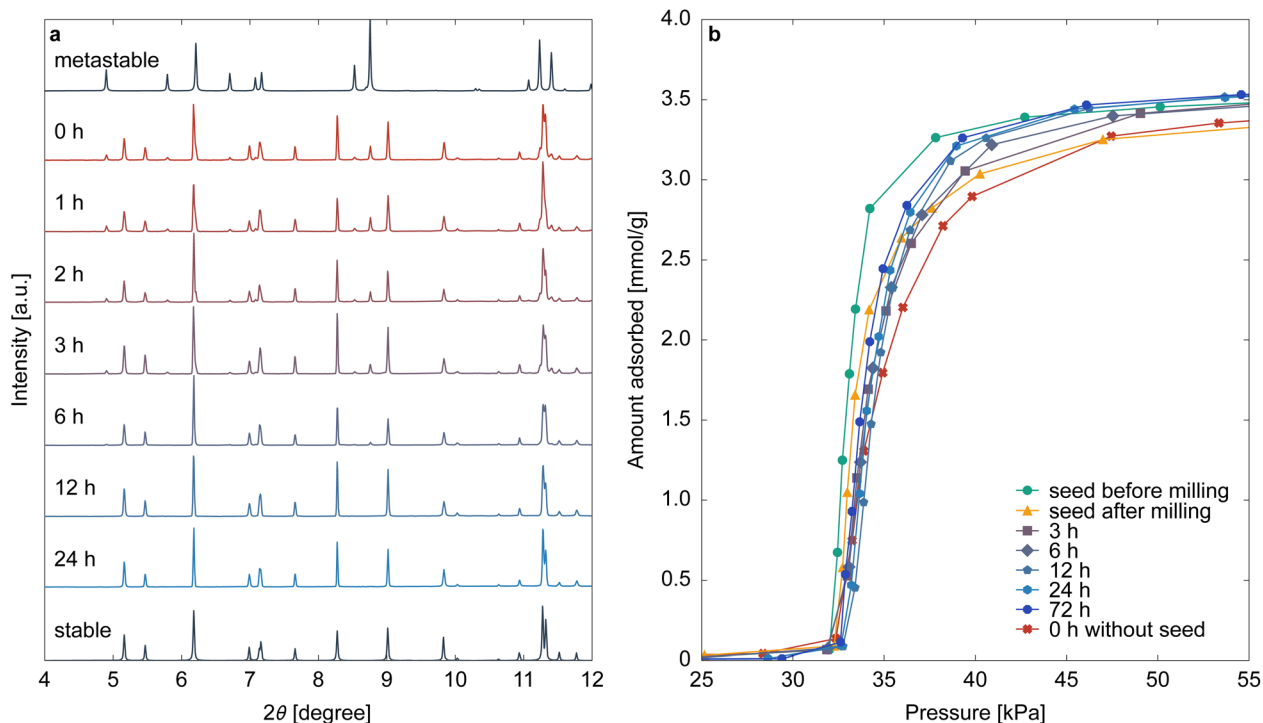 a
metastable
0 h
1 h
2 h
3 h
6 h
12 h
24 h
stable
Intensity [a.u.]
4 5 6 7 8 9 10 11 12
2θ [degree]
b
4.0
3.5
3.0
2.5
2.0
1.5
1.0
0.5
0
Amount adsorbed [mmol/g]
seed before milling
seed after milling
3 h
6 h
12 h
24 h
72 h
0 h without seed
25 30 35 40 45 50 55
Pressure [kPa]